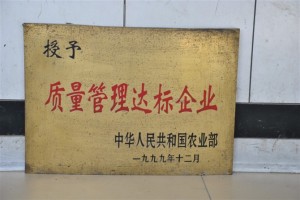 授予
质量管理达标企业
中华人民共和国农业部
一九九九年十二月